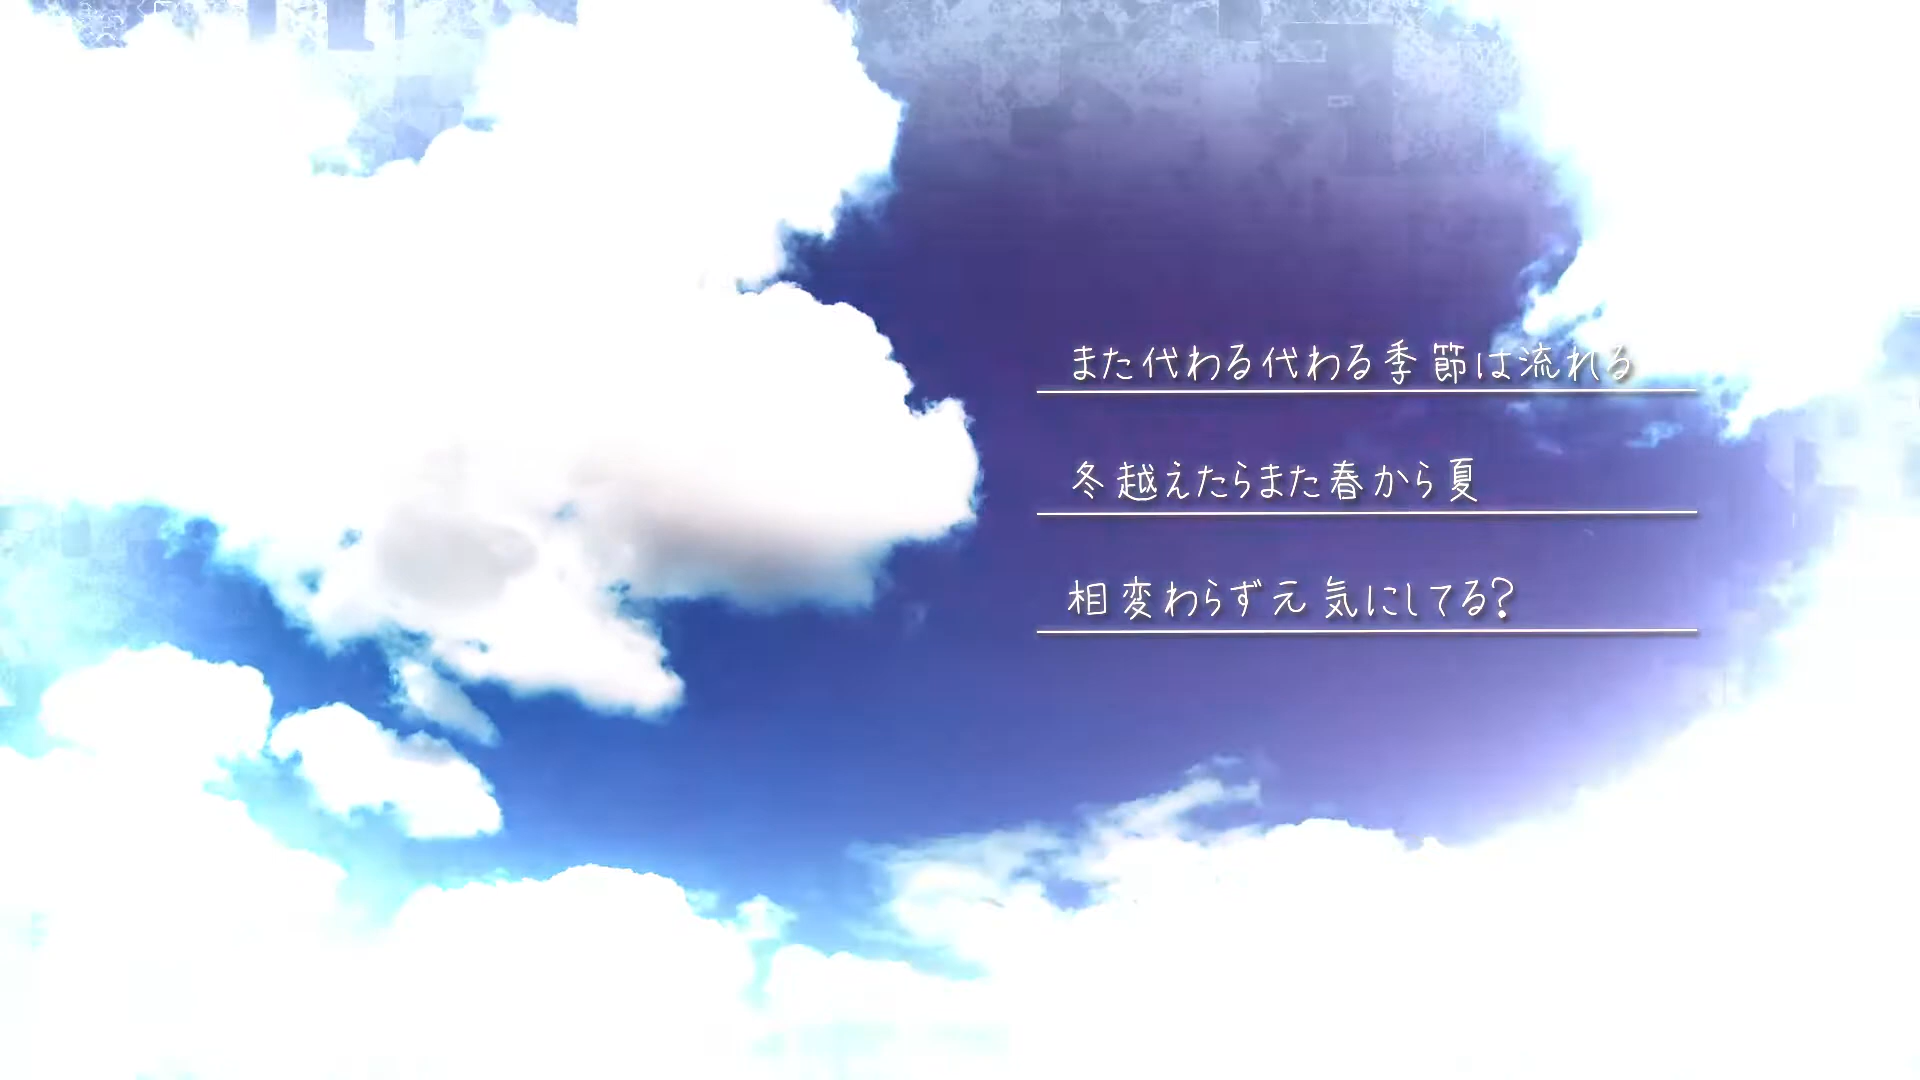 また代わる代わる季節は流れる
冬越えたらまた春から夏
相変わらず元気にしてる?